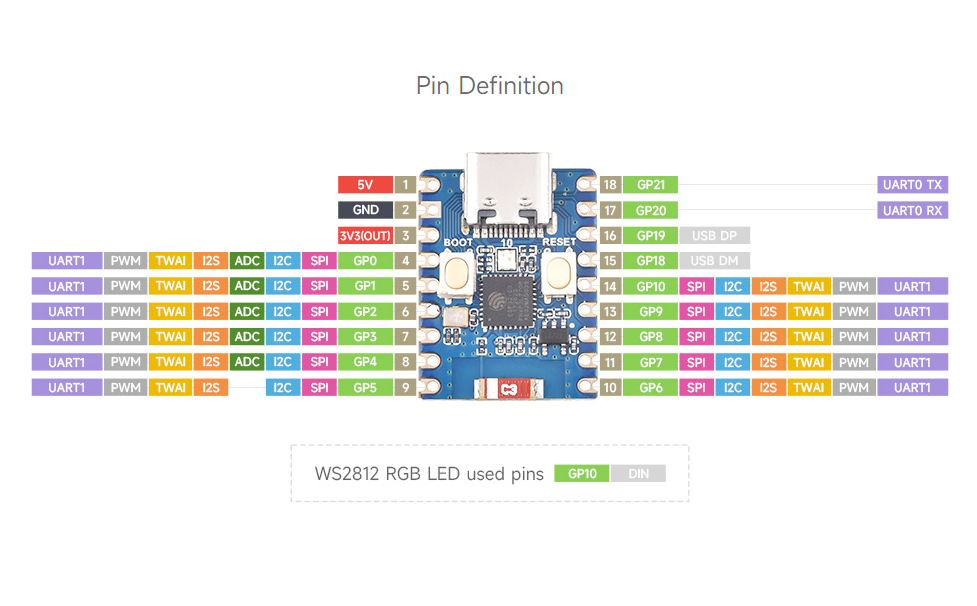 Pin Definition
5V 1 18 GP21 UART0 TX
GND 2 17 GP20 UART0 RX
3V3(OUT) 3 16 GP19 USB DP
BOOT 10 RESET
UART1 PWM TWAI I2S ADC I2C SPI GP0 4 15 GP18 USB DM
UART1 PWM TWAI I2S ADC I2C SPI GP1 5 14 GP10 SPI I2C I2S TWAI PWM UART1
UART1 PWM TWAI I2S ADC I2C SPI GP2 6 13 GP9 SPI I2C I2S TWAI PWM UART1
UART1 PWM TWAI I2S ADC I2C SPI GP3 7 12 GP8 SPI I2C I2S TWAI PWM UART1
UART1 PWM TWAI I2S ADC I2C SPI GP4 8 11 GP7 SPI I2C I2S TWAI PWM UART1
UART1 PWM TWAI I2S I2C SPI GP5 9 10 GP6 SPI I2C I2S TWAI PWM UART1
C3
WS2812 RGB LED used pins GP10 DIN